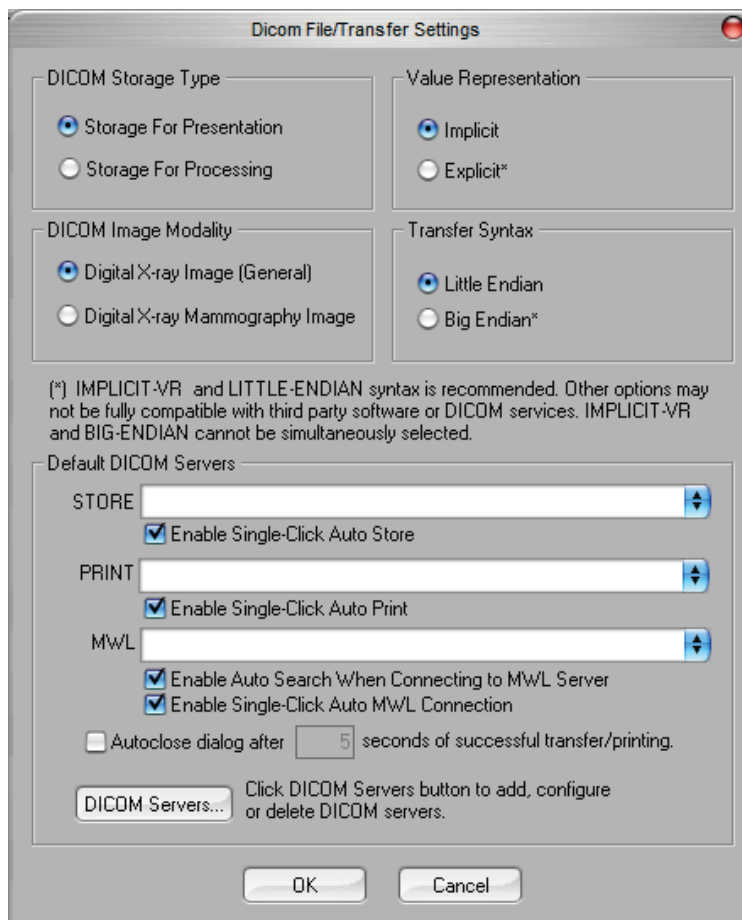 Dicom File/Transfer Settings
DICOM Storage Type
Storage For Presentation
Storage For Processing
Value Representation
Implicit
Explicit*
DICOM Image Modality
Digital X-ray Image (General)
Digital X-ray Mammography Image
Transfer Syntax
Little Endian
Big Endian*
(*) IMPLICIT-VR and LITTLE-ENDIAN syntax is recommended. Other options may
not be fully compatible with third party software or DICOM services. IMPLICIT-VR
and BIG-ENDIAN cannot be simultaneously selected.
Default DICOM Servers
STORE
Enable Single-Click Auto Store
PRINT
Enable Single-Click Auto Print
MWL
Enable Auto Search When Connecting to MWL Server
Enable Single-Click Auto MWL Connection
Autoclose dialog after 5 seconds of successful transfer/printing.
DICOM Servers...
Click DICOM Servers button to add, configure
or delete DICOM servers.
OK
Cancel